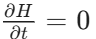 ∂H/∂t = 0